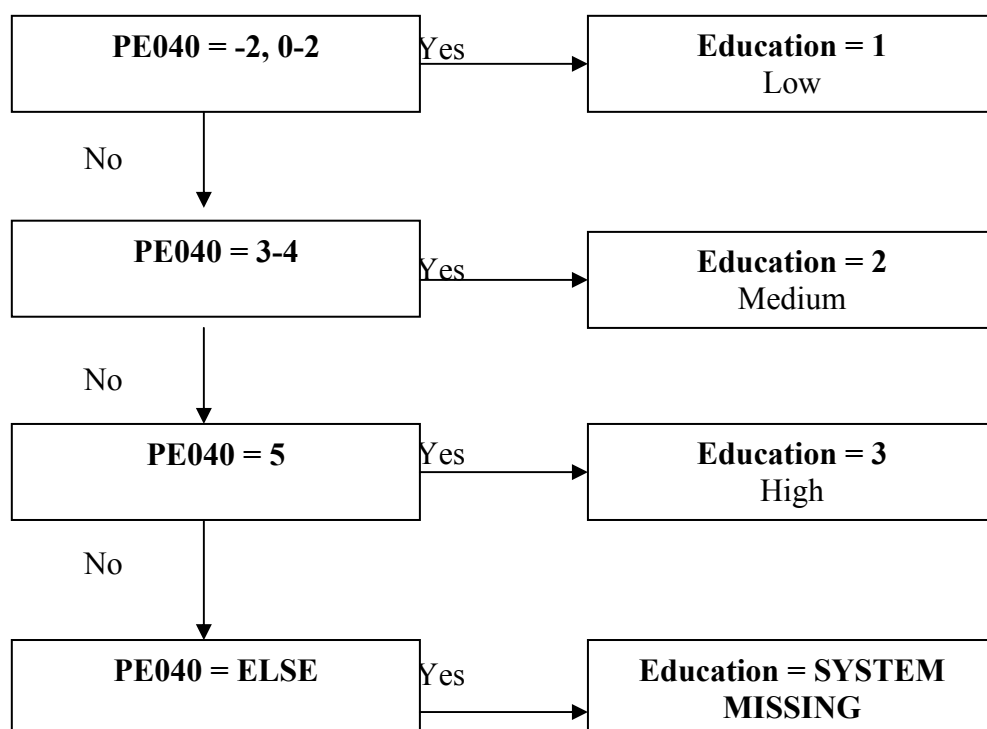 PE040 = -2, 0-2
Yes
Education = 1
Low
No
PE040 = 3-4
Yes
Education = 2
Medium
No
PE040 = 5
Yes
Education = 3
High
No
PE040 = ELSE
Yes
Education = SYSTEM
MISSING